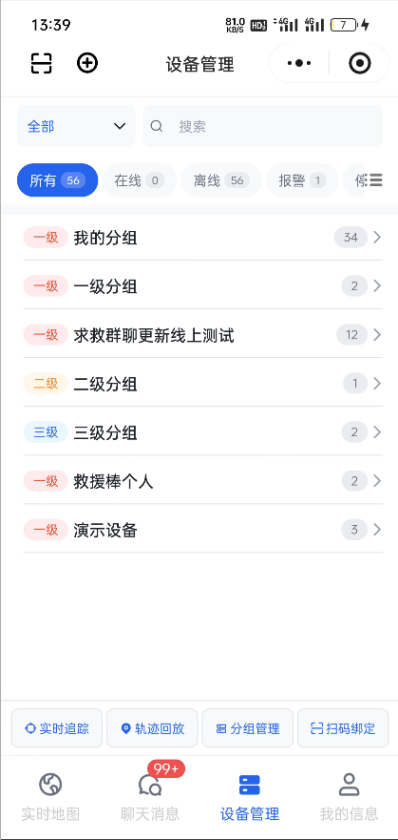 13:39 81.0 KB/S HD2 4G 4G 7
设备管理
全部 搜索
所有 56 在线 0 离线 56 报警 1
一级 我的分组 34
一级 一级分组 2
一级 求救群聊更新线上测试 12
二级 二级分组 1
三级 三级分组 2
一级 救援棒个人 2
一级 演示设备 3
实时追踪 轨迹回放 分组管理 扫码绑定
99+
实时地图 聊天消息 设备管理 我的信息